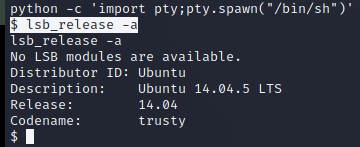 python -c 'import pty;pty.spawn("/bin/sh")'
$ lsb_release -a
lsb_release -a
No LSB modules are available.
Distributor ID: Ubuntu
Description:    Ubuntu 14.04.5 LTS
Release:        14.04
Codename:       trusty
$